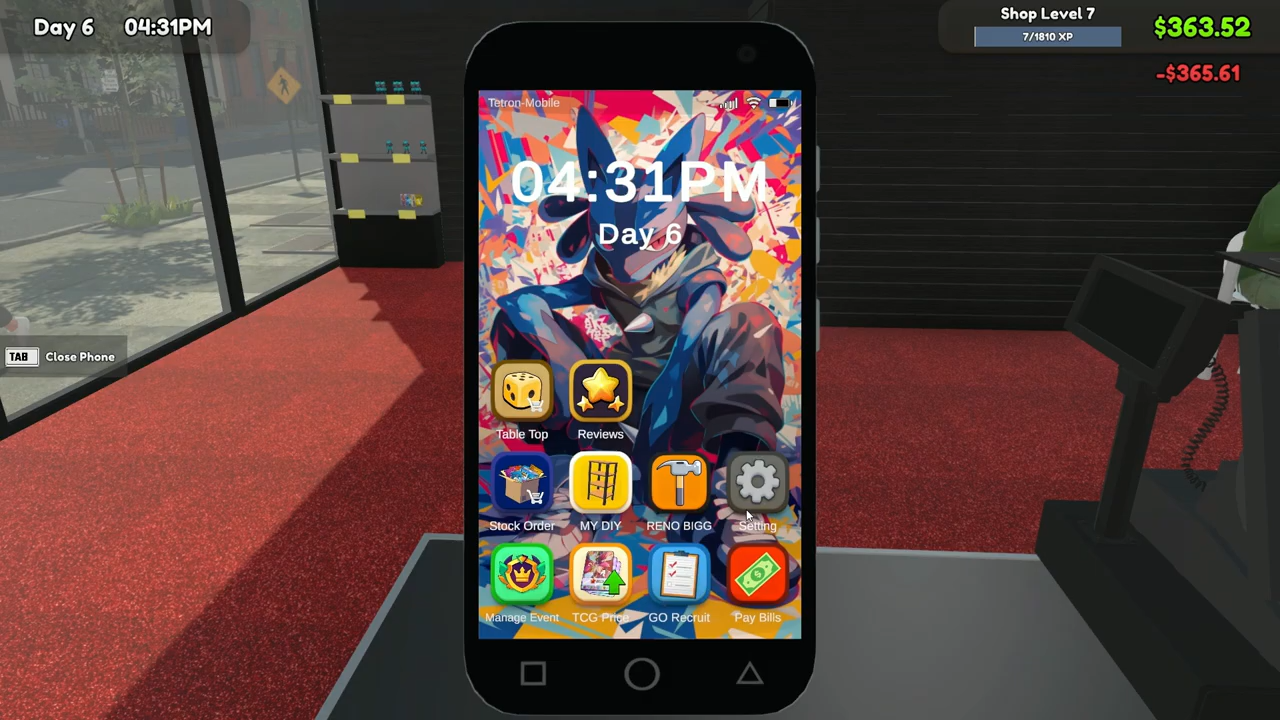 Day 6 04:31PM
Shop Level 7
7/1810 XP
$363.52
-$365.61
Tetron-Mobile
04:31PM
Day 6
TAB Close Phone
Table Top Reviews
Stock Order MY DIY RENO BIGG Setting
Manage Event TCG Price GO Recruit Pay Bills